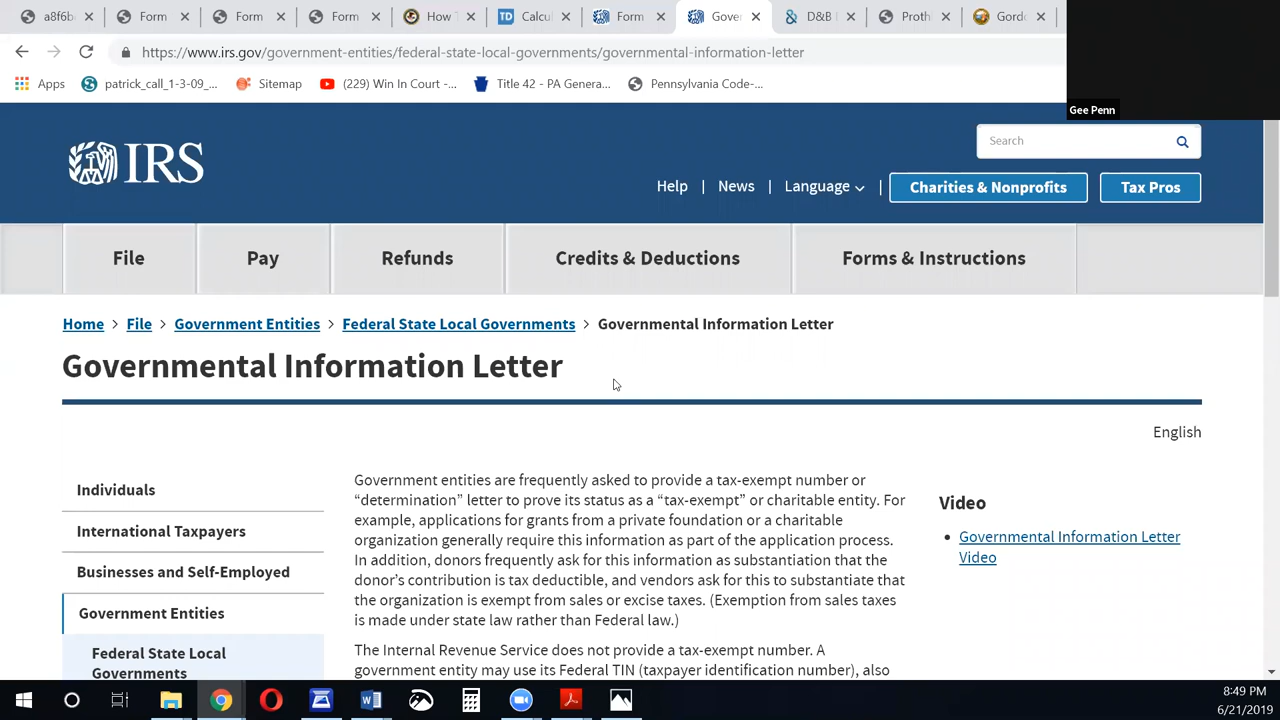 a8f6b
Form
Form
Form
How T
Calcu
Form
Gover
D&B
Proth
Gord
https://www.irs.gov/government-entities/federal-state-local-governments/governmental-information-letter
Apps
patrick_call_1-3-09_...
Sitemap
(229) Win In Court -...
Title 42 - PA Genera...
Pennsylvania Code-...
Gee Penn
IRS
Search
Help | News | Language | Charities & Nonprofits Tax Pros
File Pay Refunds Credits & Deductions Forms & Instructions
Home > File > Government Entities > Federal State Local Governments > Governmental Information Letter
Governmental Information Letter
English
Individuals
International Taxpayers
Businesses and Self-Employed
Government Entities
Federal State Local
Governments
Government entities are frequently asked to provide a tax-exempt number or
“determination” letter to prove its status as a “tax-exempt” or charitable entity. For
example, applications for grants from a private foundation or a charitable
organization generally require this information as part of the application process.
In addition, donors frequently ask for this information as substantiation that the
donor’s contribution is tax deductible, and vendors ask for this to substantiate that
the organization is exempt from sales or excise taxes. (Exemption from sales taxes
is made under state law rather than Federal law.)
The Internal Revenue Service does not provide a tax-exempt number. A
government entity may use its Federal TIN (taxpayer identification number), also
Video
Governmental Information Letter
Video
8:49 PM
6/21/2019